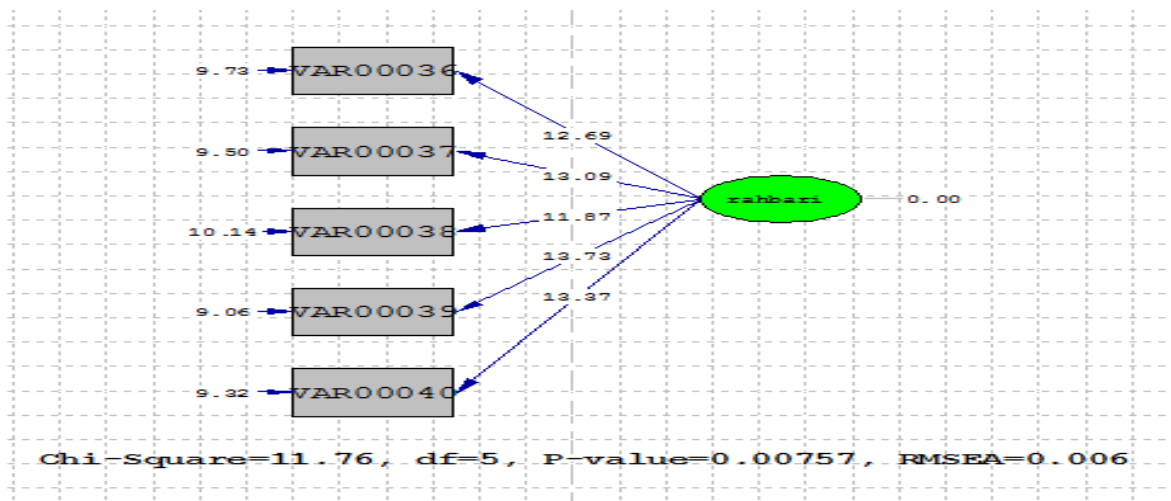 9.73 VAR00036
12.69
9.50 VAR00037
13.09
rahbari 0.00
11.87
10.14 VAR00038
13.73
13.37
9.06 VAR00039
9.32 VAR00040
Chi-Square=11.76, df=5, P-value=0.00757, RMSEA=0.006